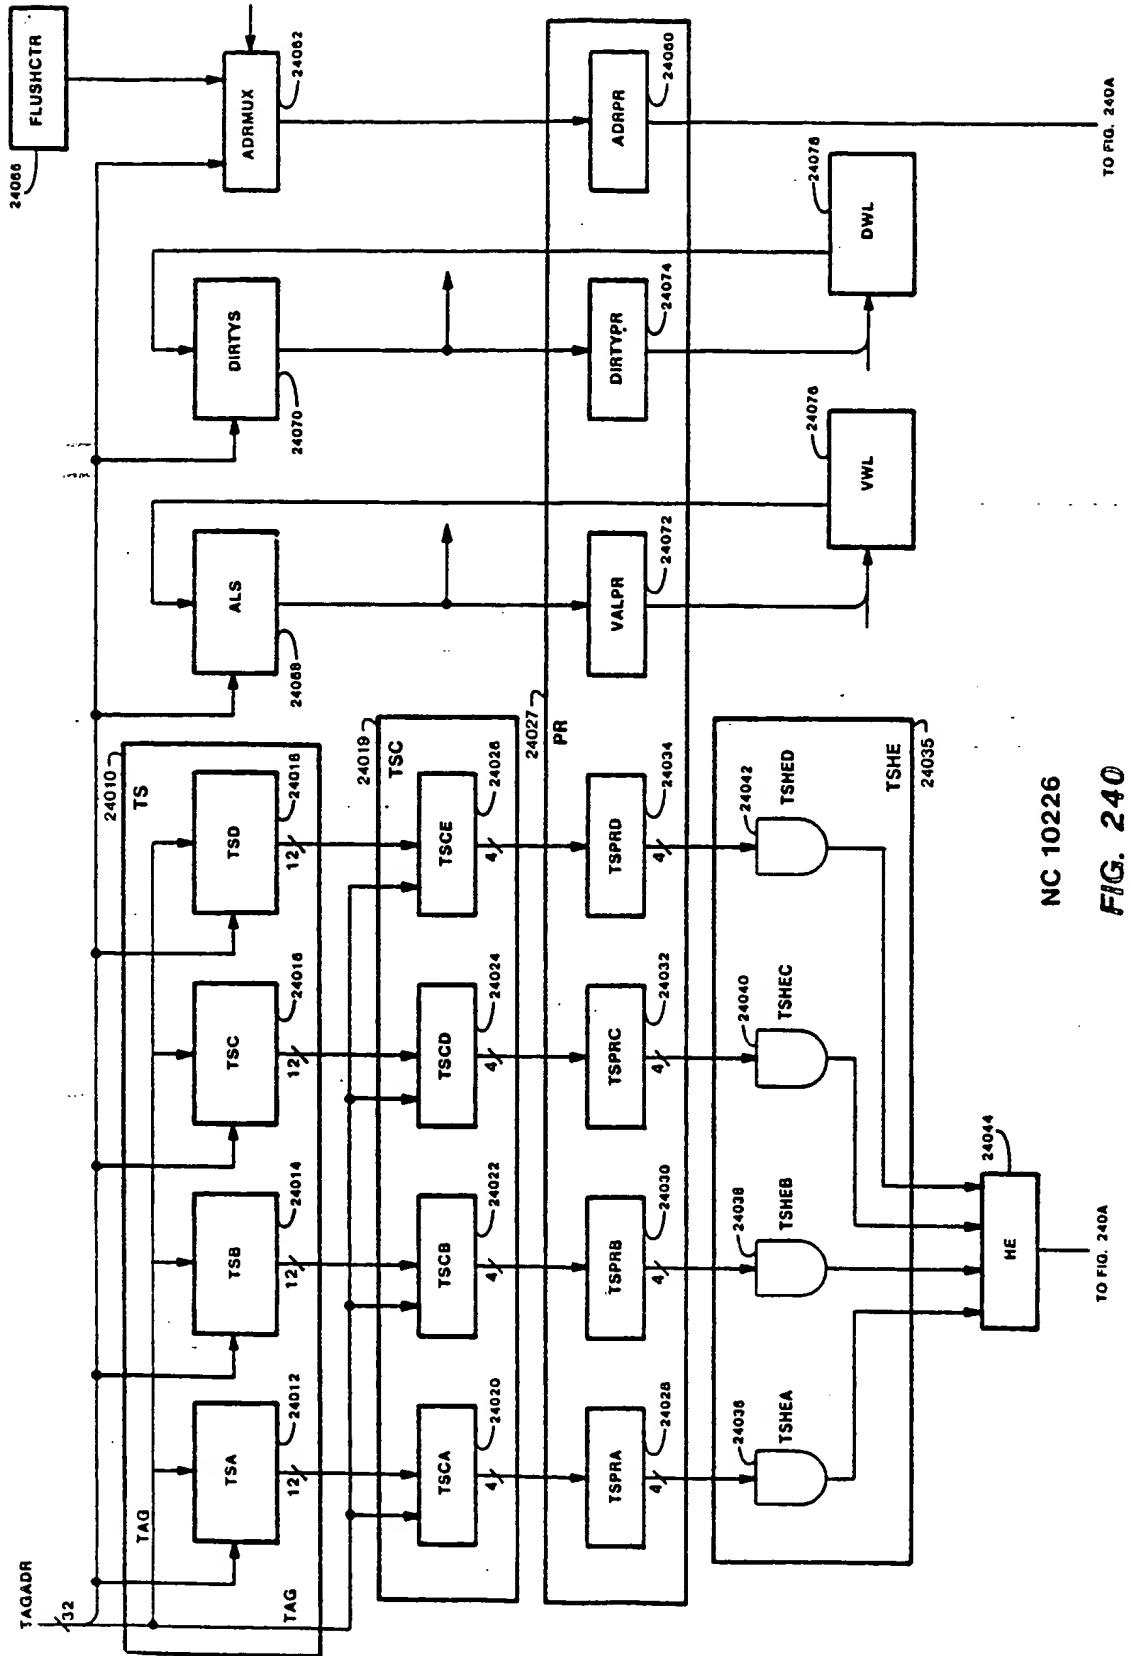 TAGADR
32
TAG
TAG
24010
TS
TSA
24012
12
TSB
24014
12
TSC
24016
12
TSD
24018
12
ALS
24068
DIRTYS
24070
FLUSHCTR
24066
ADRMUX
24062
24019
TSC
TSCA
24020
4
TSCB
24022
4
TSCD
24024
4
TSCE
24026
4
24027
PR
TSPRA
24028
4
TSPRB
24030
4
TSPRC
24032
4
TSPRD
24034
4
VALPR
24072
DIRTYPR
24074
ADRPR
24060
24036
TSHEA
24038
TSHEB
24040
TSHEC
24042
TSHED
TSHE
24035
VWL
24076
DWL
24078
TO FIG. 240A
HE
24044
TO FIG. 240A
NC 10226
FIG. 240